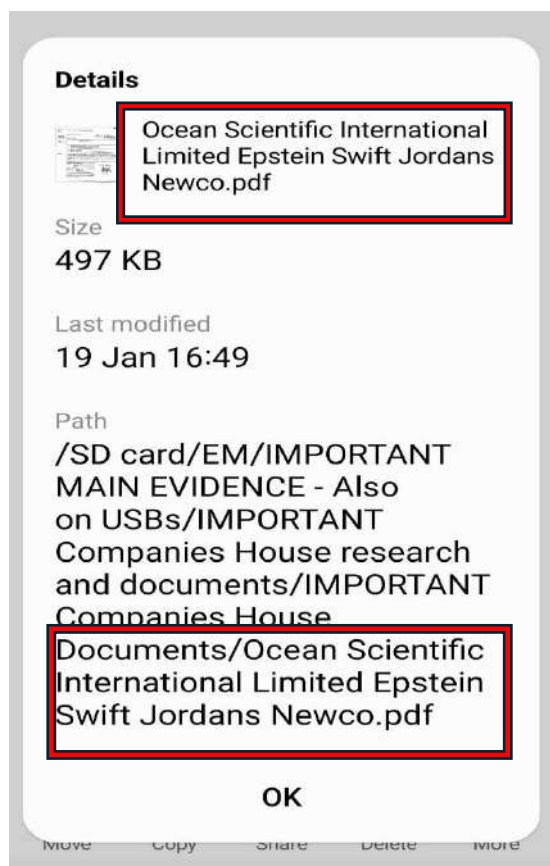 Details
Ocean Scientific International
Limited Epstein Swift Jordans
Newco.pdf
Size
497 KB
Last modified
19 Jan 16:49
Path
/SD card/EM/IMPORTANT
MAIN EVIDENCE - Also
on USBs/IMPORTANT
Companies House research
and documents/IMPORTANT
Companies House
Documents/Ocean Scientific
International Limited Epstein
Swift Jordans Newco.pdf
OK
Move Copy Share Delete More